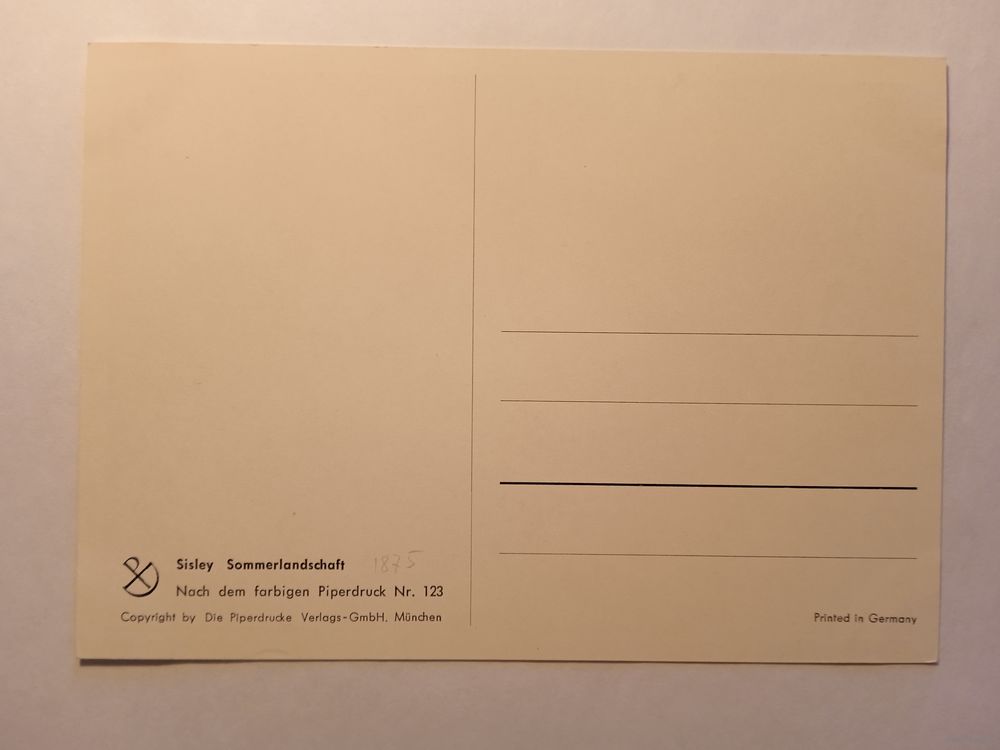 Sisley Sommerlandschaft 1875
Nach dem farbigen Piperdruck Nr. 123
Copyright by Die Piperdrucke Verlags-GmbH. München
Printed in Germany